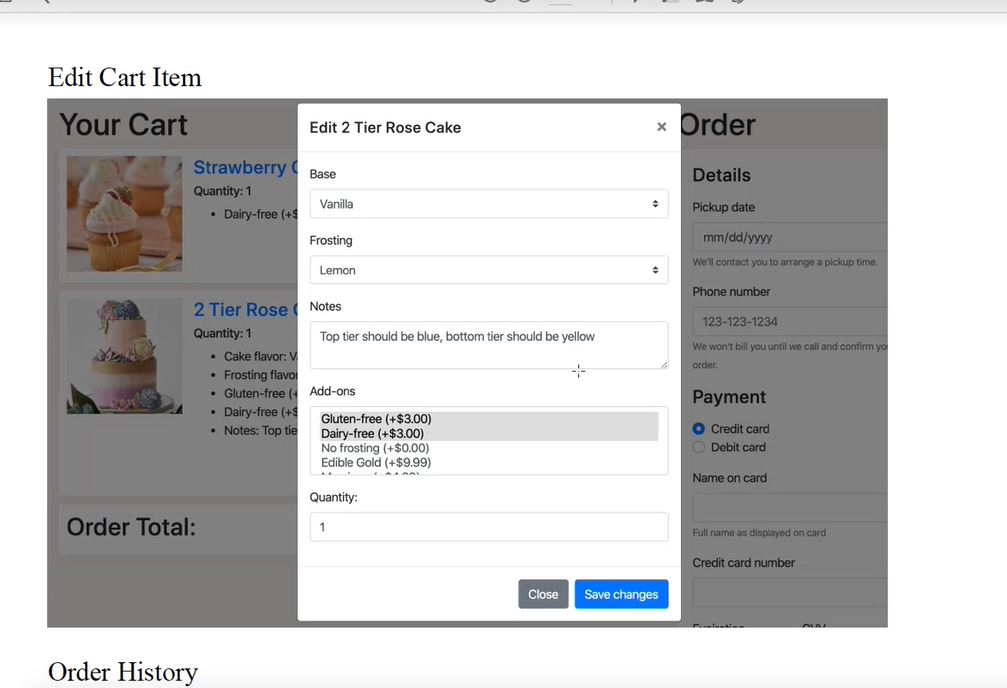 Edit Cart Item
Your Cart
Strawberry
Quantity: 1
Dairy-free (+$
2 Tier Rose
Quantity: 1
Cake flavor:
Frosting flavor
Gluten-free (+
Dairy-free (+$
Notes: Top tie
Order Total:
Edit 2 Tier Rose Cake
×
Base
Vanilla
Frosting
Lemon
Notes
Top tier should be blue, bottom tier should be yellow
Add-ons
Gluten-free (+$3.00)
Dairy-free (+$3.00)
No frosting (+$0.00)
Edible Gold (+$9.99)
Quantity:
1
Close
Save changes
Order
Details
Pickup date
mm/dd/yyyy
We'll contact you to arrange a pickup time.
Phone number
123-123-1234
We won't bill you until we call and confirm yo
order.
Payment
Credit card
Debit card
Name on card
Full name as displayed on card
Credit card number
Order History